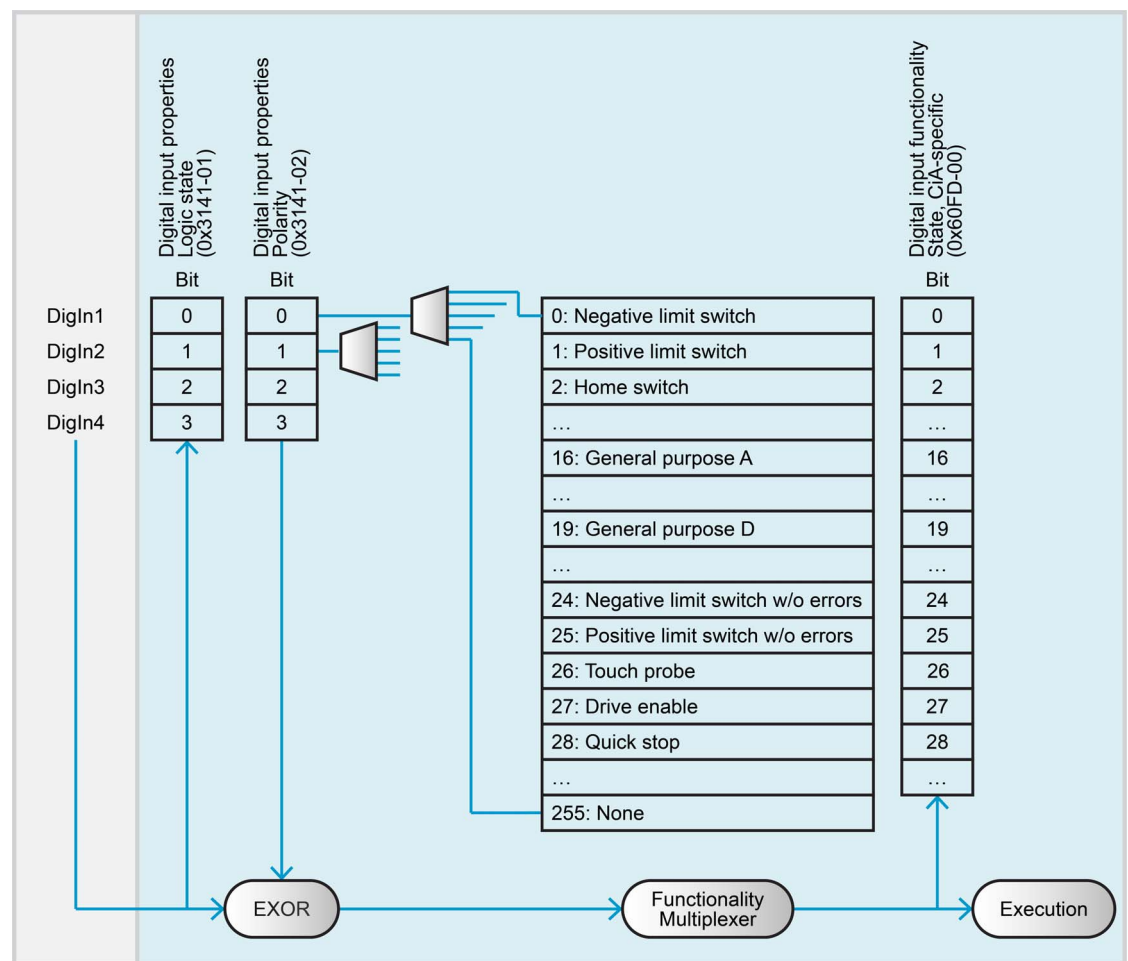 Digital input properties
Logic state
(0x3141-01)
Digital input properties
Polarity
(0x3141-02)
Digital input functionality
State, CiA-specific
(0x60FD-00)
Bit
Bit
Bit
DigIn1
0
0
0: Negative limit switch
0
DigIn2
1
1
1: Positive limit switch
1
DigIn3
2
2
2: Home switch
2
DigIn4
3
3
...
...
16: General purpose A
16
...
...
19: General purpose D
19
...
...
24: Negative limit switch w/o errors
24
25: Positive limit switch w/o errors
25
26: Touch probe
26
27: Drive enable
27
28: Quick stop
28
...
...
255: None
EXOR
Functionality
Multiplexer
Execution